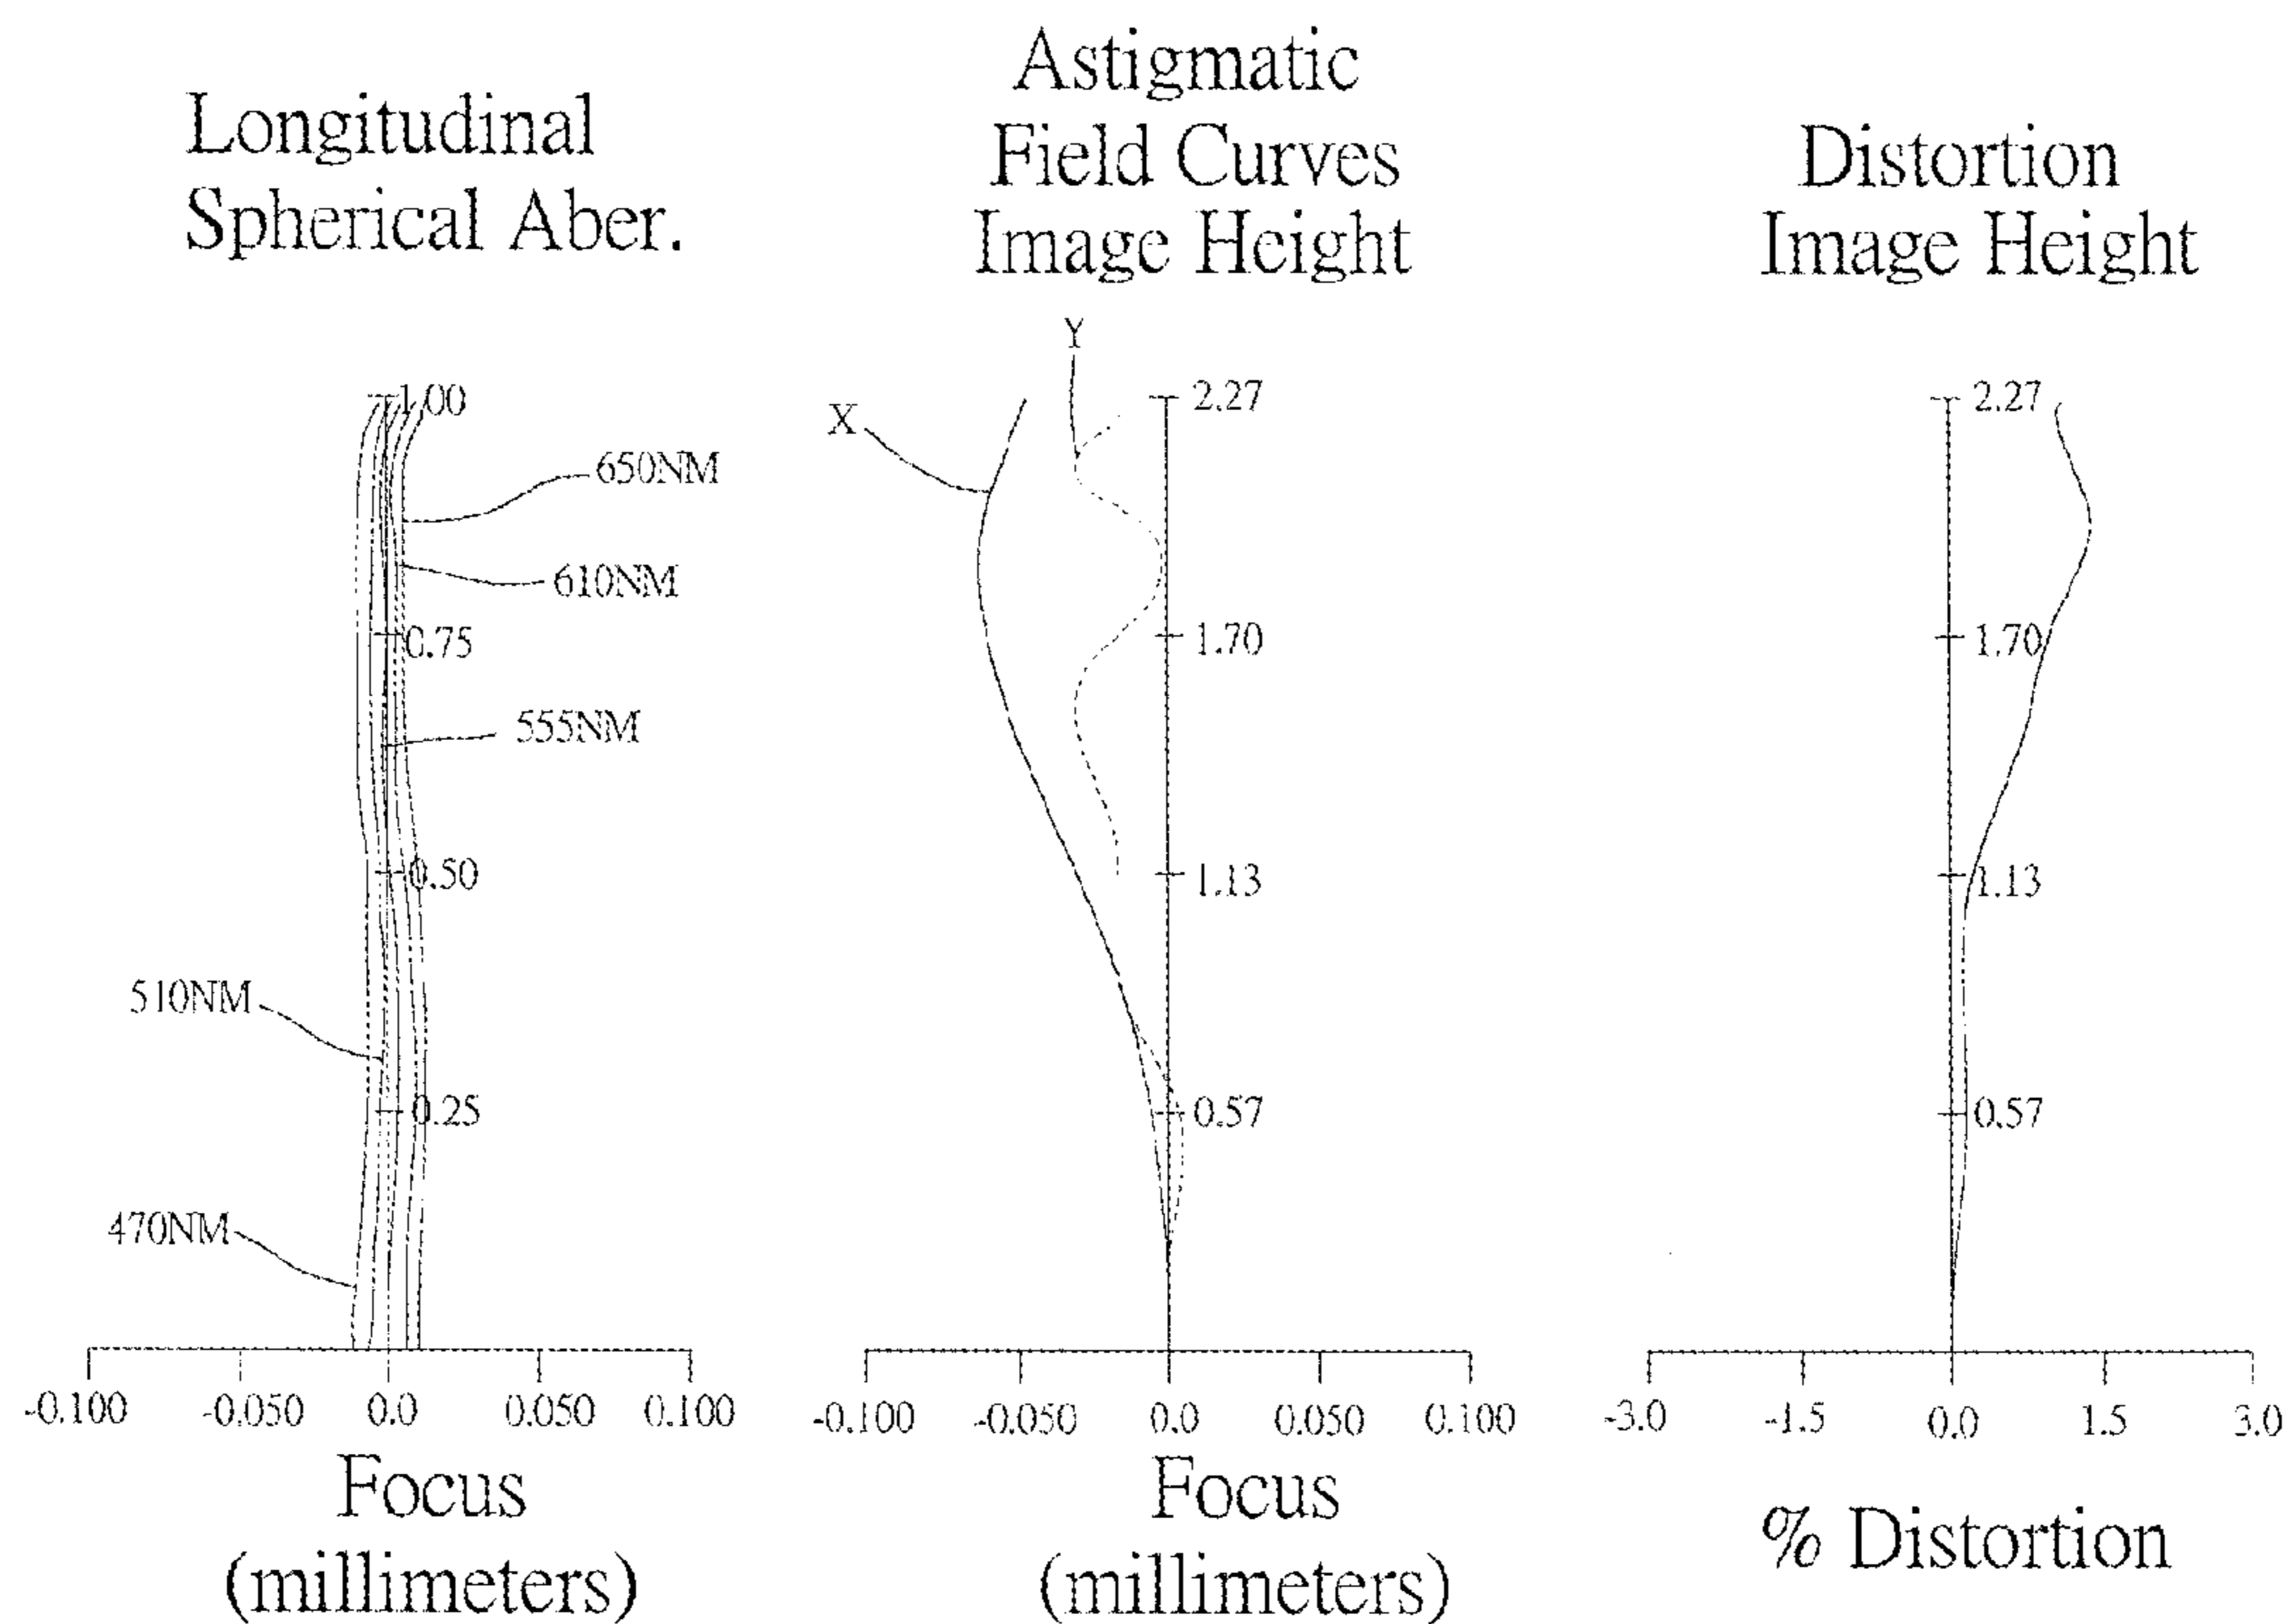 Longitudinal
Spherical Aber.
1.00
650NM
610NM
0.75
555NM
0.50
510NM
0.25
470NM
-0.100 -0.050 0.0 0.050 0.100
Focus
(millimeters)
Astigmatic
Field Curves
Image Height
Y
X
2.27
1.70
1.13
0.57
-0.100 -0.050 0.0 0.050 0.100
Focus
(millimeters)
Distortion
Image Height
2.27
1.70
1.13
0.57
-3.0 -1.5 0.0 1.5 3.0
% Distortion